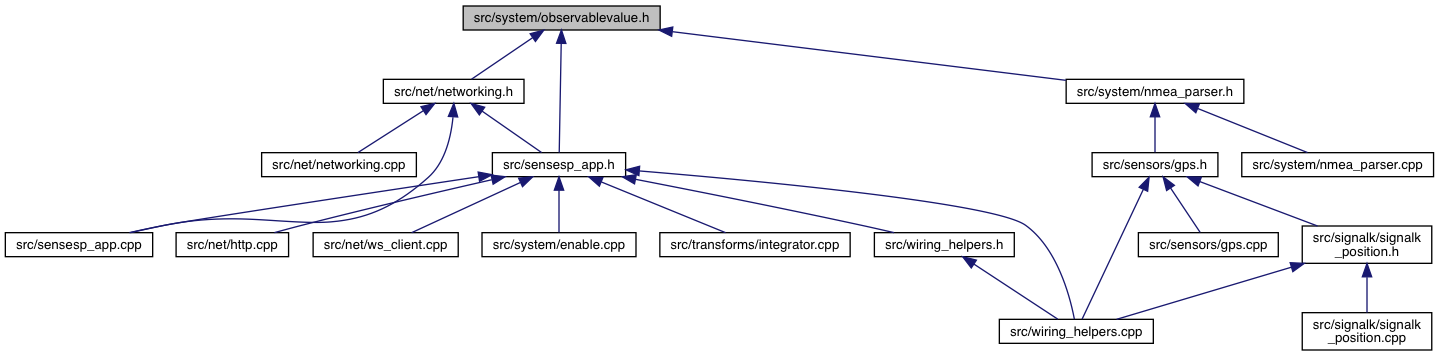 src/system/observablevalue.h
src/net/networking.h
src/system/nmea_parser.h
src/net/networking.cpp
src/sensesp_app.h
src/sensors/gps.h
src/system/nmea_parser.cpp
src/sensesp_app.cpp
src/net/http.cpp
src/net/ws_client.cpp
src/system/enable.cpp
src/transforms/integrator.cpp
src/wiring_helpers.h
src/sensors/gps.cpp
src/signalk/signalk
_position.h
src/wiring_helpers.cpp
src/signalk/signalk
_position.cpp